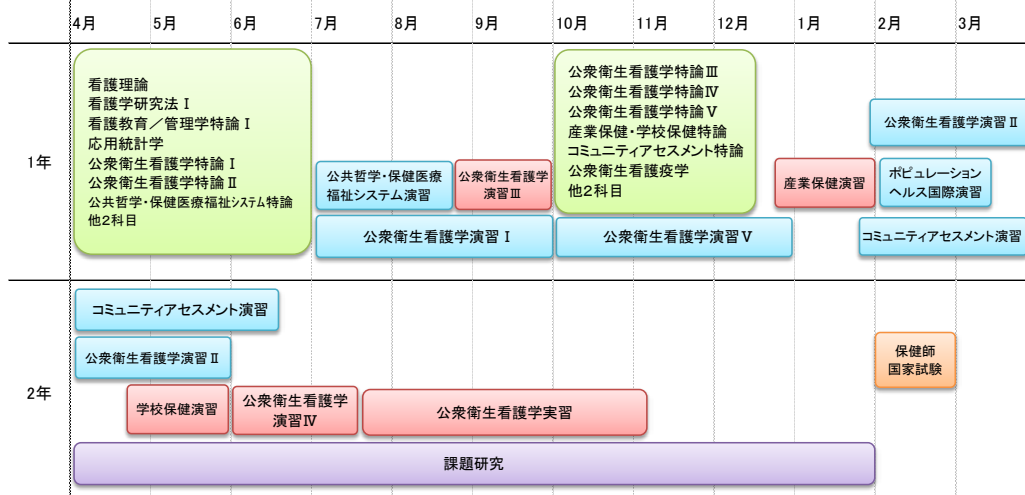 4月
5月
6月
7月
8月
9月
10月
11月
12月
1月
2月
3月
1年
看護理論
看護学研究法Ⅰ
看護教育／管理学特論Ⅰ
応用統計学
公衆衛生看護学特論Ⅰ
公衆衛生看護学特論Ⅱ
公共哲学・保健医療福祉システム特論
他2科目
公共哲学・保健医療
福祉システム演習
公衆衛生看護学
演習Ⅲ
公衆衛生看護学演習Ⅰ
公衆衛生看護学特論Ⅲ
公衆衛生看護学特論Ⅳ
公衆衛生看護学特論Ⅴ
産業保健・学校保健特論
コミュニティアセスメント特論
公衆衛生看護疫学
他2科目
公衆衛生看護学演習Ⅴ
産業保健演習
公衆衛生看護学演習Ⅱ
ポピュレーション
ヘルス国際演習
コミュニティアセスメント演習
2年
コミュニティアセスメント演習
公衆衛生看護学演習Ⅱ
学校保健演習
公衆衛生看護学
演習Ⅳ
公衆衛生看護学実習
保健師
国家試験
課題研究